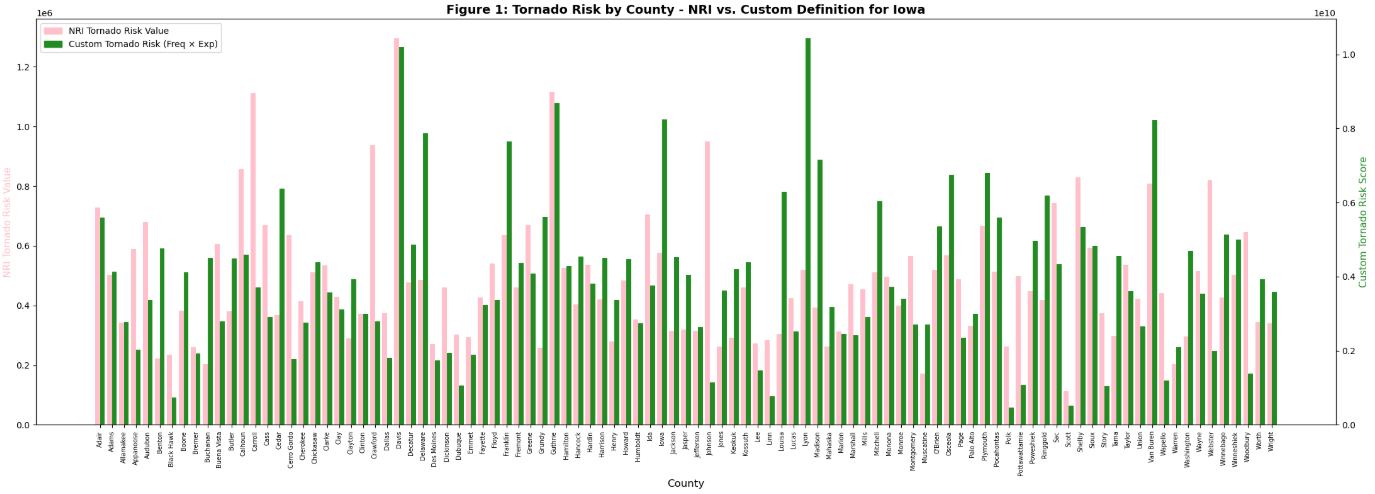 Figure 1: Tornado Risk by County - NRI vs. Custom Definition for Iowa
1e6
1e10
NRI Tornado Risk Value
Custom Tornado Risk (Freq × Exp)
NRI Tornado Risk Value
1.2
1.0
0.8
0.6
0.4
0.2
0.0
Custom Tornado Risk Score
1.0
0.8
0.6
0.4
0.2
0.0
Adair
Adams
Allamakee
Appanoose
Audubon
Benton
Black Hawk
Boone
Bremer
Buchanan
Buena Vista
Butler
Calhoun
Carroll
Cass
Cedar
Cerro Gordo
Cherokee
Chickasaw
Clarke
Clay
Clayton
Clinton
Crawford
Dallas
Davis
Decatur
Delaware
Des Moines
Dickinson
Dubuque
Emmet
Fayette
Floyd
Franklin
Fremont
Greene
Grundy
Guthrie
Hamilton
Hancock
Hardin
Harrison
Henry
Howard
Humboldt
Ida
Iowa
Jackson
Jasper
Jefferson
Johnson
Jones
Keokuk
Kossuth
Lee
Linn
Louisa
Lucas
Lyon
Madison
Mahaska
Marion
Marshall
Mills
Mitchell
Monona
Monroe
Montgomery
Muscatine
O'Brien
Osceola
Page
Palo Alto
Plymouth
Pocahontas
Polk
Pottawattamie
Poweshiek
Ringgold
Sac
Scott
Shelby
Sioux
Story
Tama
Taylor
Union
Van Buren
Wapello
Warren
Washington
Wayne
Webster
Winnebago
Winneshiek
Woodbury
Worth
Wright
County